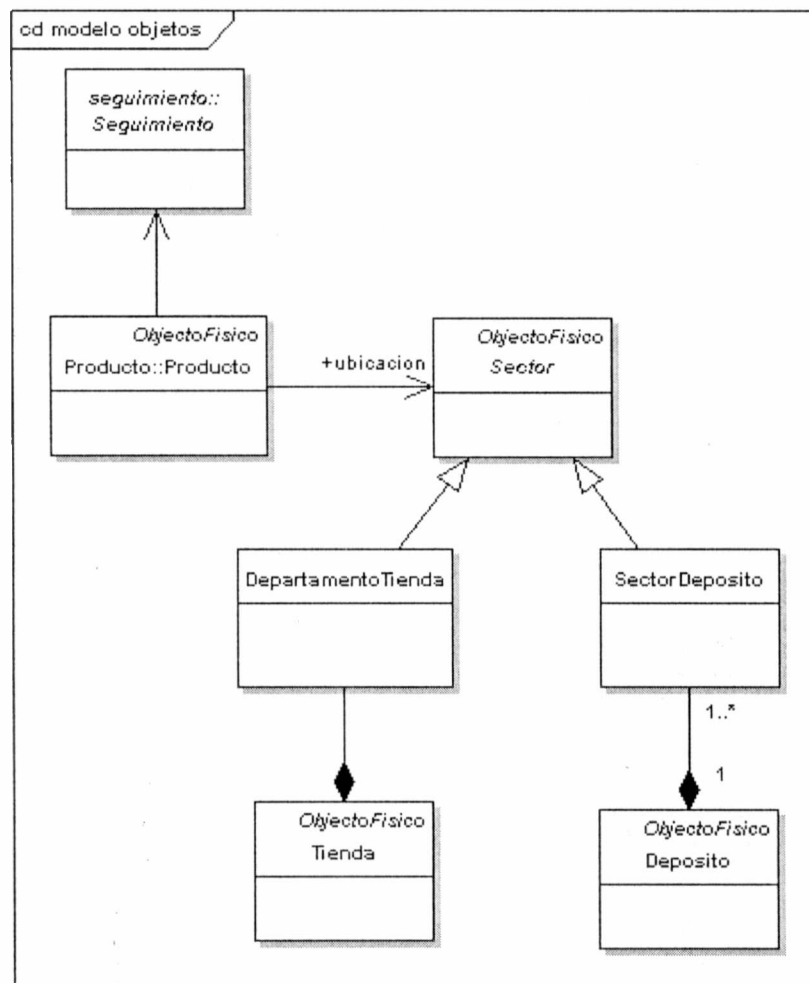 cd modelo objetos
seguimiento::
Seguimiento
ObjectoFisico
Producto::Producto
+ubicacion
ObjectoFisico
Sector
DepartamentoTienda
SectorDeposito
1..*
1
ObjectoFisico
Tienda
ObjectoFisico
Deposito